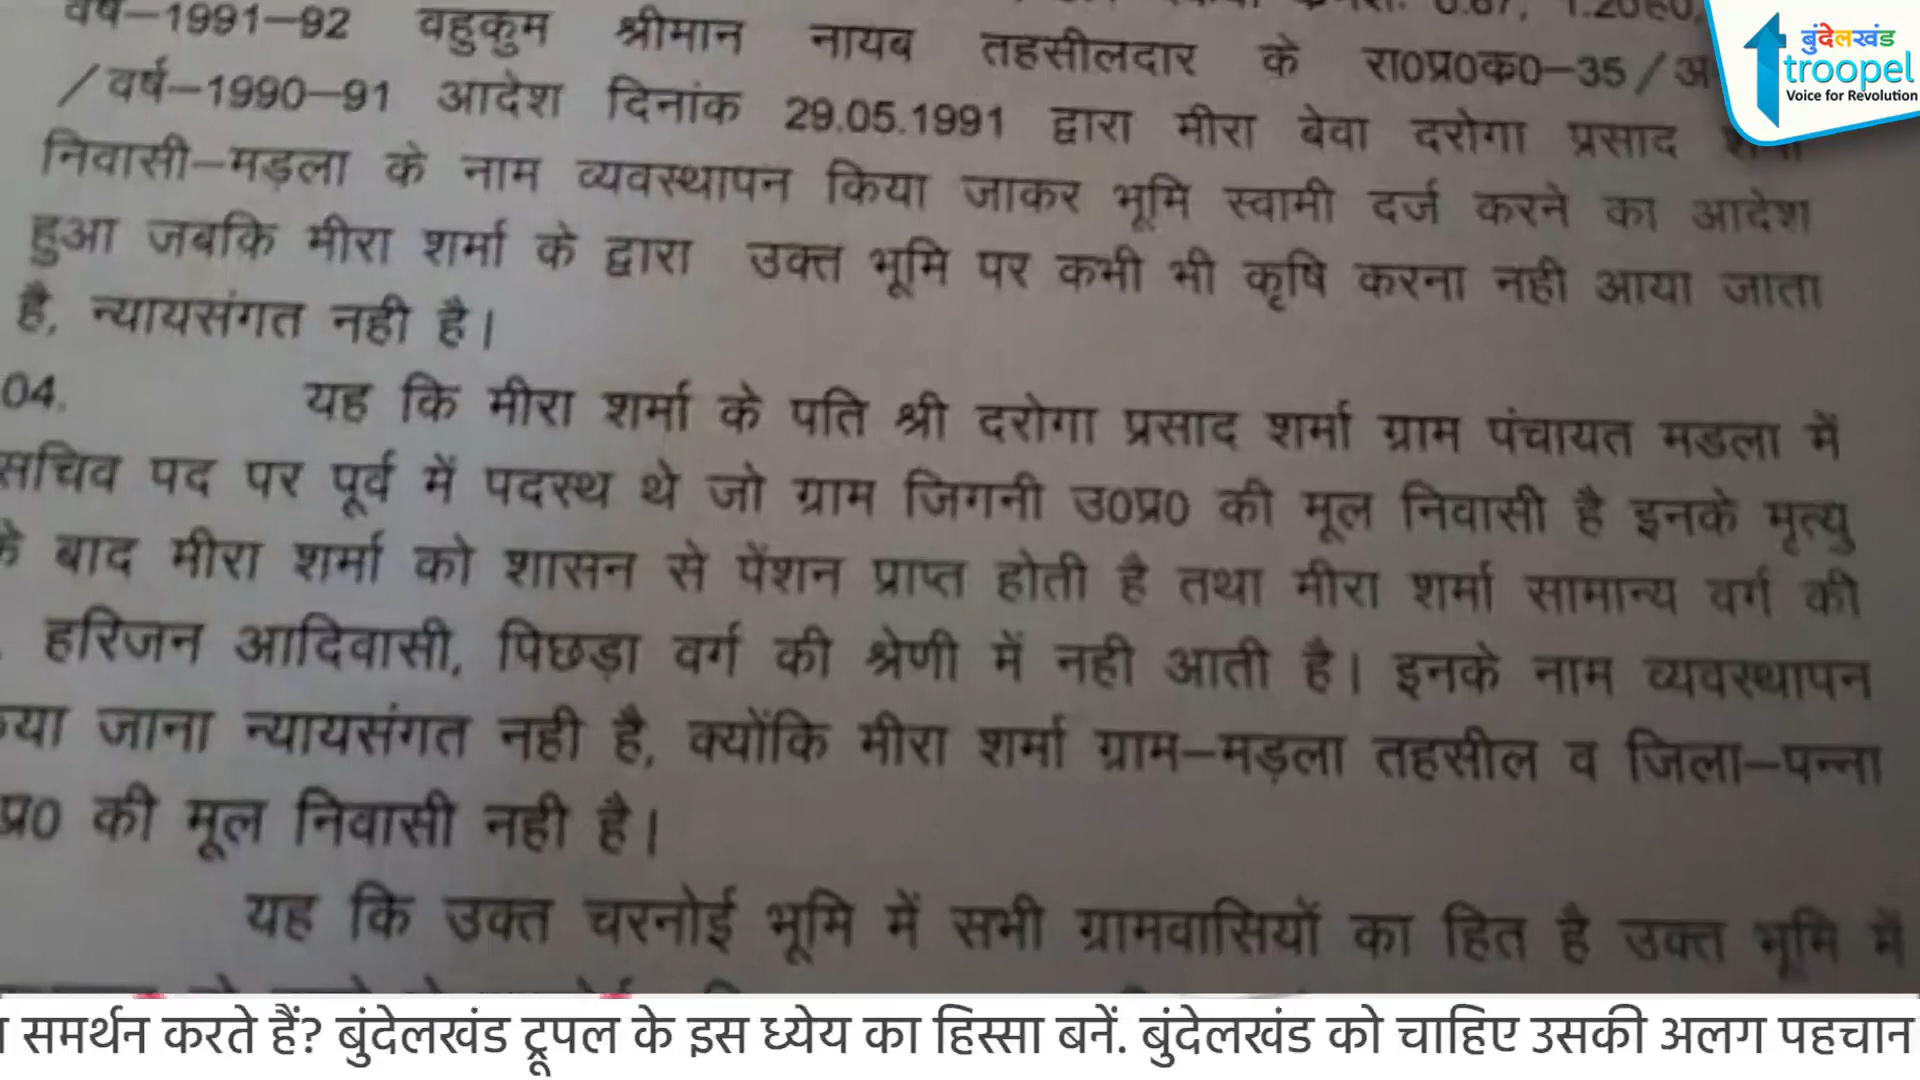 वर्ष–1991–92 वहुकुम श्रीमान नायब तहसीलदार के रा0प्र0क0–35/अ
/वर्ष–1990–91 आदेश दिनांक 29.05.1991 द्वारा मीरा बेवा दरोगा प्रसाद
निवासी–मड़ला के नाम व्यवस्थापन किया जाकर भूमि स्वामी दर्ज करने का आदेश
हुआ जबकि मीरा शर्मा के द्वारा उक्त भूमि पर कभी भी कृषि करना नही आया जाता
है, न्यायसंगत नही है।
04. यह कि मीरा शर्मा के पति श्री दरोगा प्रसाद शर्मा ग्राम पंचायत मडला में
सचिव पद पर पूर्व में पदस्थ थे जो ग्राम जिगनी उ0प्र0 की मूल निवासी है इनके मृत्यु
के बाद मीरा शर्मा को शासन से पेंशन प्राप्त होती है तथा मीरा शर्मा सामान्य वर्ग की
हरिजन आदिवासी, पिछड़ा वर्ग की श्रेणी में नही आती है। इनके नाम व्यवस्थापन
या जाना न्यायसंगत नही है, क्योंकि मीरा शर्मा ग्राम–मड़ला तहसील व जिला–पन्ना
प्र0 की मूल निवासी नही है।
यह कि उक्त चरनोई भूमि में सभी ग्रामवासियों का हित है उक्त भूमि में
बुंदेलखंड
troopel
Voice for Revolution
समर्थन करते हैं? बुंदेलखंड ट्रूपल के इस ध्येय का हिस्सा बनें. बुंदेलखंड को चाहिए उसकी अलग पहचान